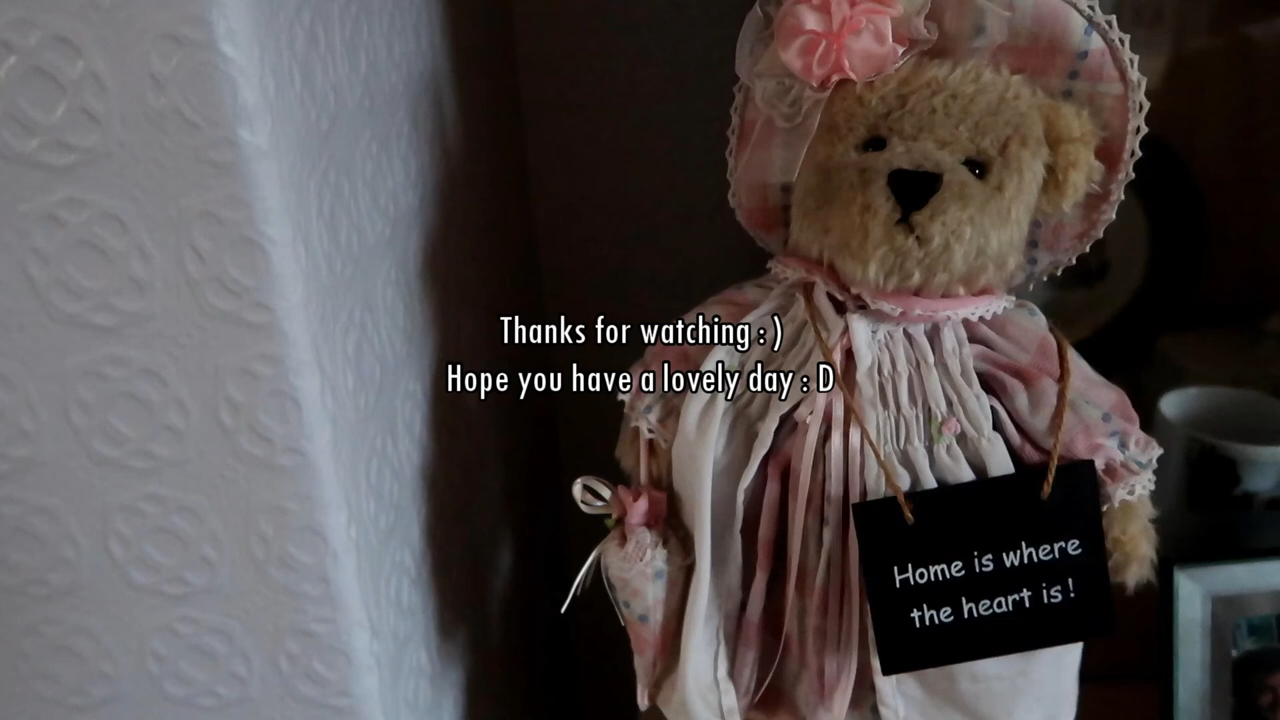 Thanks for watching : )
Hope you have a lovely day : D
Home is where
the heart is!